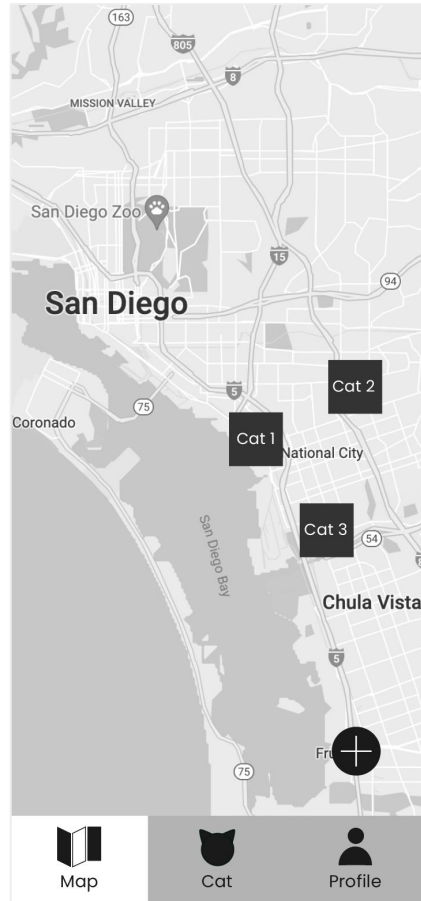 163
805
8
MISSION VALLEY
San Diego Zoo
15
94
San Diego
Cat 2
5
75
Coronado
Cat 1
National City
San Diego Bay
Cat 3
54
Chula Vista
5
75
Map
Cat
Profile